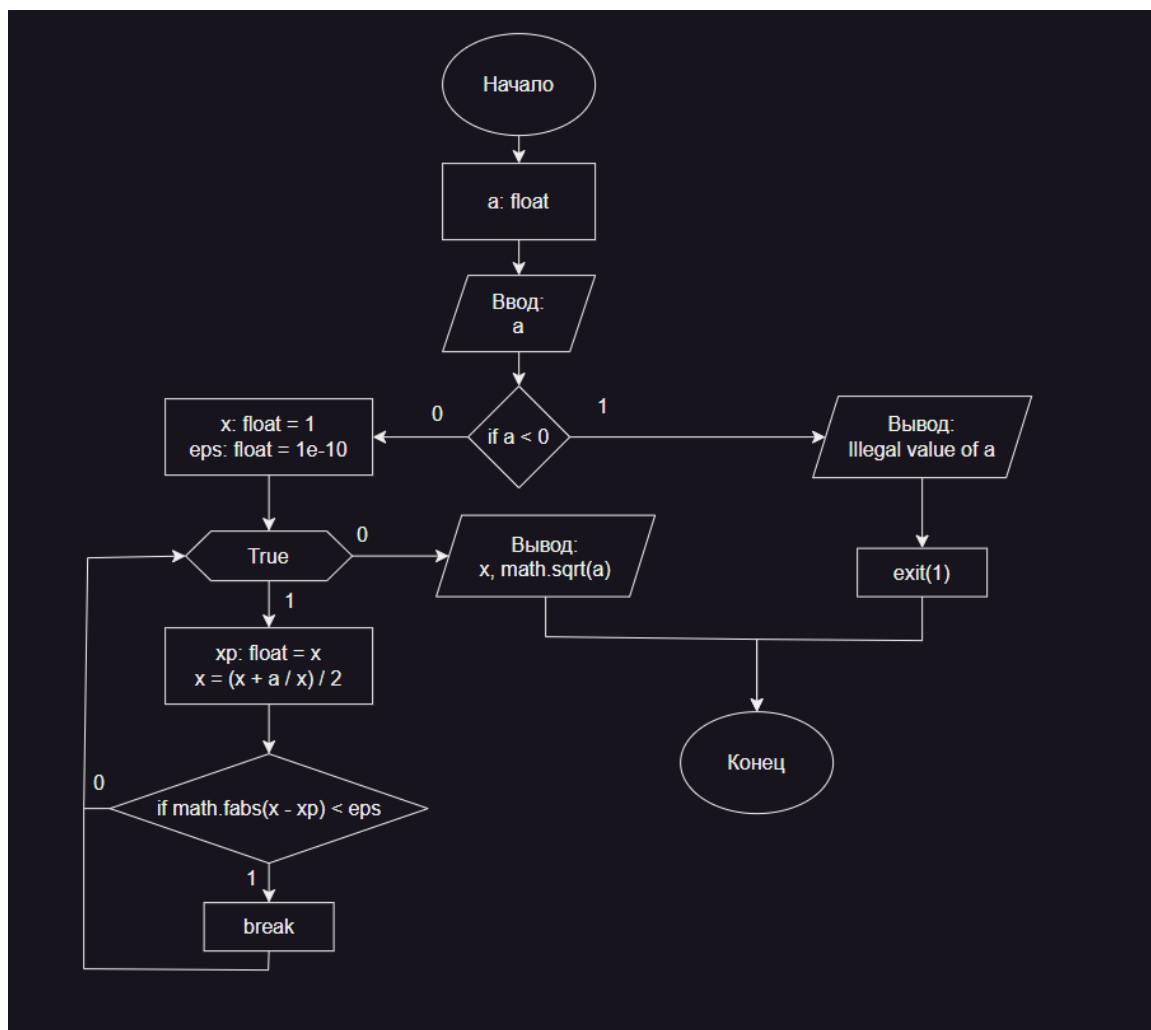 Начало
a: float
Ввод:
a
if a < 0
0
1
x: float = 1
eps: float = 1e-10
Вывод:
Illegal value of a
True
0
1
Вывод:
x, math.sqrt(a)
exit(1)
xp: float = x
x = (x + a / x) / 2
if math.fabs(x - xp) < eps
0
1
break
Конец